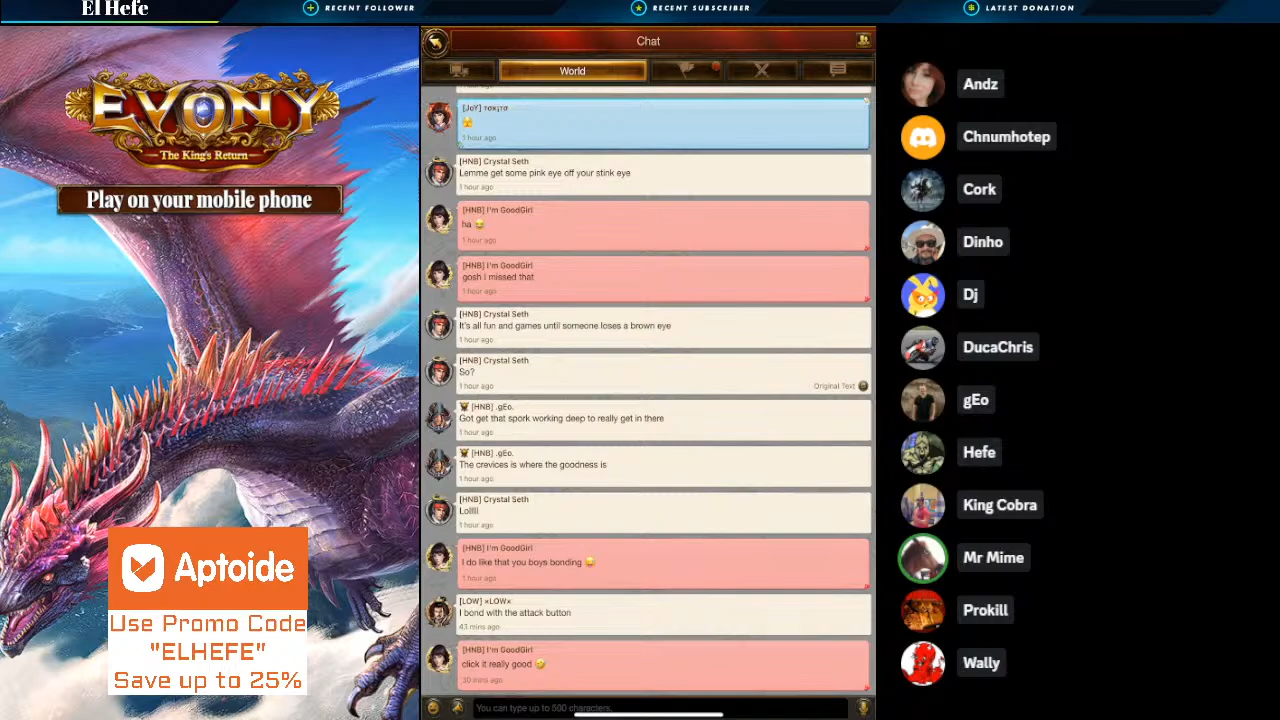 El Hefe
RECENT FOLLOWER
RECENT SUBSCRIBER
LATEST DONATION
EVONY
The King's Return
Play on your mobile phone
Aptoide
Use Promo Code
"ELHEFE"
Save up to 25%
Chat
World
[JoY] тσкιтσ
1 hour ago
[HNB] Crystal Seth
Lemme get some pink eye off your stink eye
1 hour ago
[HNB] I'm GoodGirl
ha 😂
1 hour ago
[HNB] I'm GoodGirl
gosh i missed that
1 hour ago
[HNB] Crystal Seth
It's all fun and games until someone loses a brown eye
1 hour ago
[HNB] Crystal Seth
So?
1 hour ago
Original Text
[HNB] .gEo.
Got get that spork working deep to really get in there
1 hour ago
[HNB] .gEo.
The crevices is where the goodness is
1 hour ago
[HNB] Crystal Seth
Lolllll
1 hour ago
[HNB] I'm GoodGirl
I do like that you boys bonding 😄
1 hour ago
[LOW] ×LOW×
I bond with the attack button
43 mins ago
[HNB] I'm GoodGirl
click it really good 🤣
30 mins ago
You can type up to 500 characters.
Andz
Chnumhotep
Cork
Dinho
Dj
DucaChris
gEo
Hefe
King Cobra
Mr Mime
Prokill
Wally